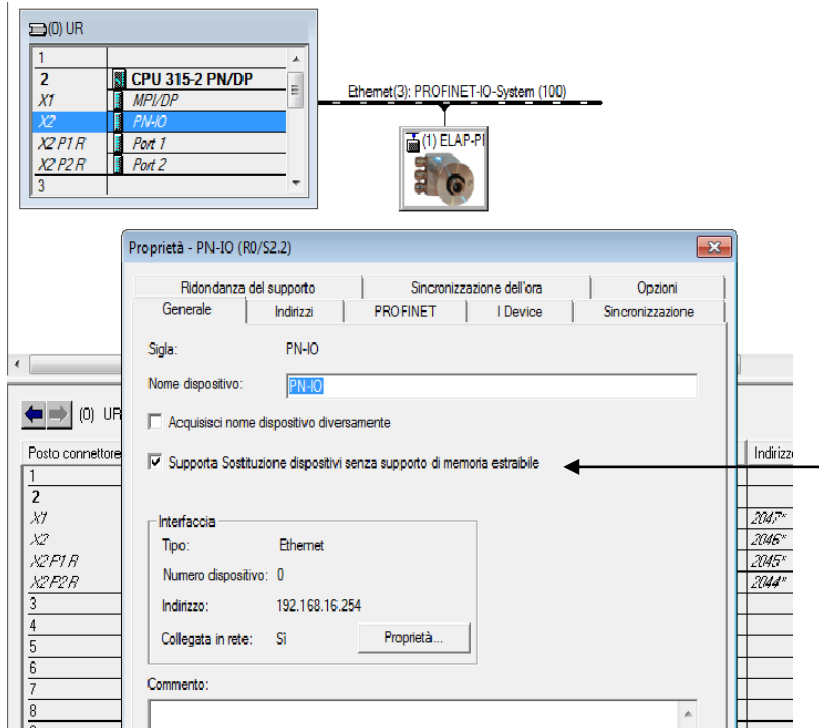 (0) UR
1
2 CPU 315-2 PN/DP
X1 MPI/DP
X2 PN-IO
X2 P1 R Port 1
X2 P2 R Port 2
3
Ethernet(3): PROFINET-IO-System (100)
(1) ELAP-PI
Proprietà - PN-IO (R0/S2.2)
Ridondanza del supporto Sincronizzazione dell'ora Opzioni
Generale Indirizzi PROFINET I Device Sincronizzazione
Sigla: PN-IO
Nome dispositivo: PN-IO
Acquisisci nome dispositivo diversamente
Supporta Sostituzione dispositivi senza supporto di memoria estraibile
Interfaccia
Tipo: Ethernet
Numero dispositivo: 0
Indirizzo: 192.168.16.254
Collegata in rete: Sì Proprietà...
Commento:
(0) UR
Posto connettore Indirizzo
1
2
X1 2047*
X2 2046*
X2 P1 R 2045*
X2 P2 R 2044*
3
4
5
6
7
8